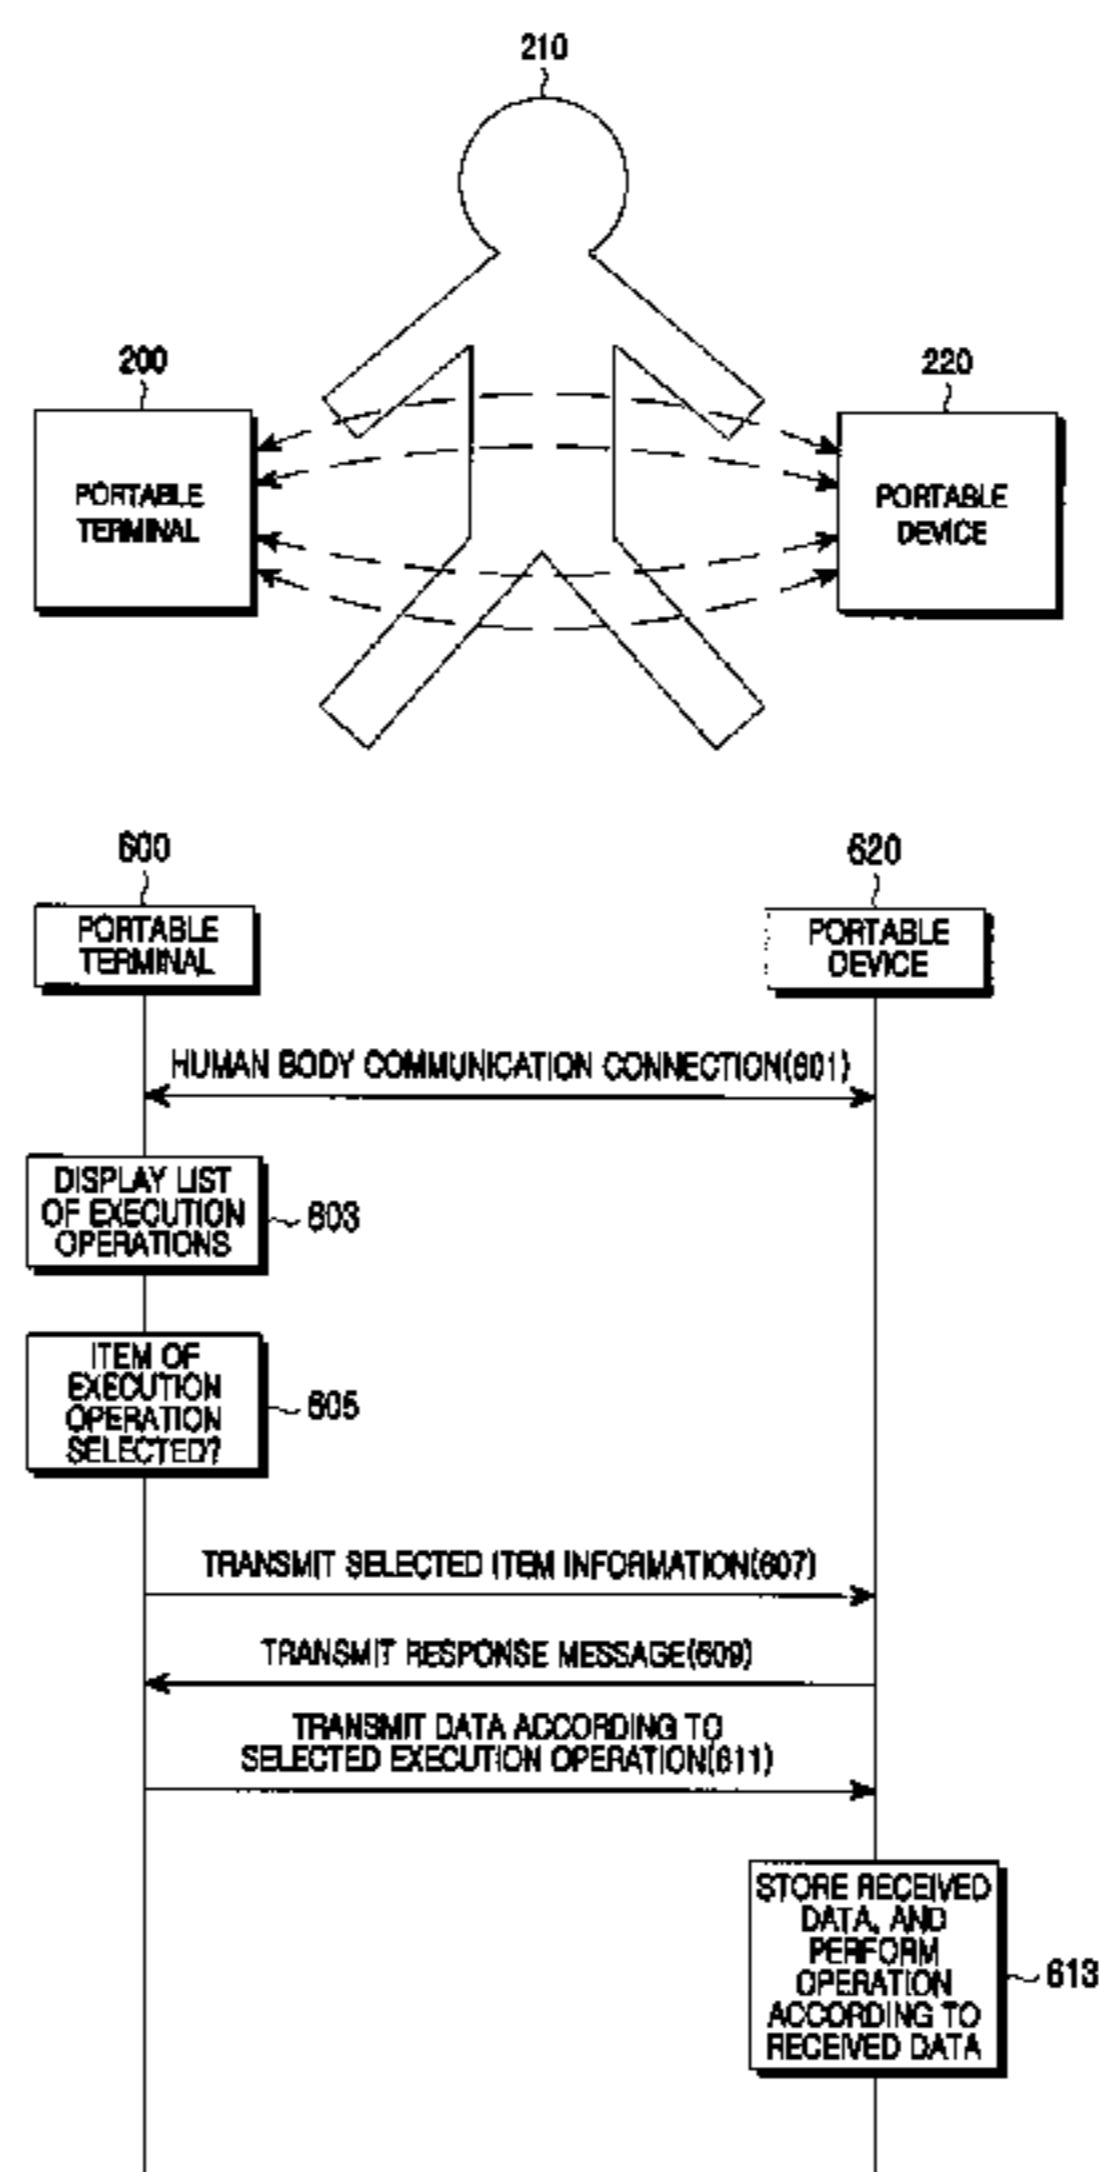 210
200
220
PORTABLE
TERMINAL
PORTABLE
DEVICE
600
620
PORTABLE
TERMINAL
PORTABLE
DEVICE
HUMAN BODY COMMUNICATION CONNECTION(601)
DISPLAY LIST
OF EXECUTION
OPERATIONS
603
ITEM OF
EXECUTION
OPERATION
SELECTED?
605
TRANSMIT SELECTED ITEM INFORMATION(607)
TRANSMIT RESPONSE MESSAGE(609)
TRANSMIT DATA ACCORDING TO
SELECTED EXECUTION OPERATION(611)
STORE RECEIVED
DATA, AND
PERFORM
OPERATION
ACCORDING TO
RECEIVED DATA
613